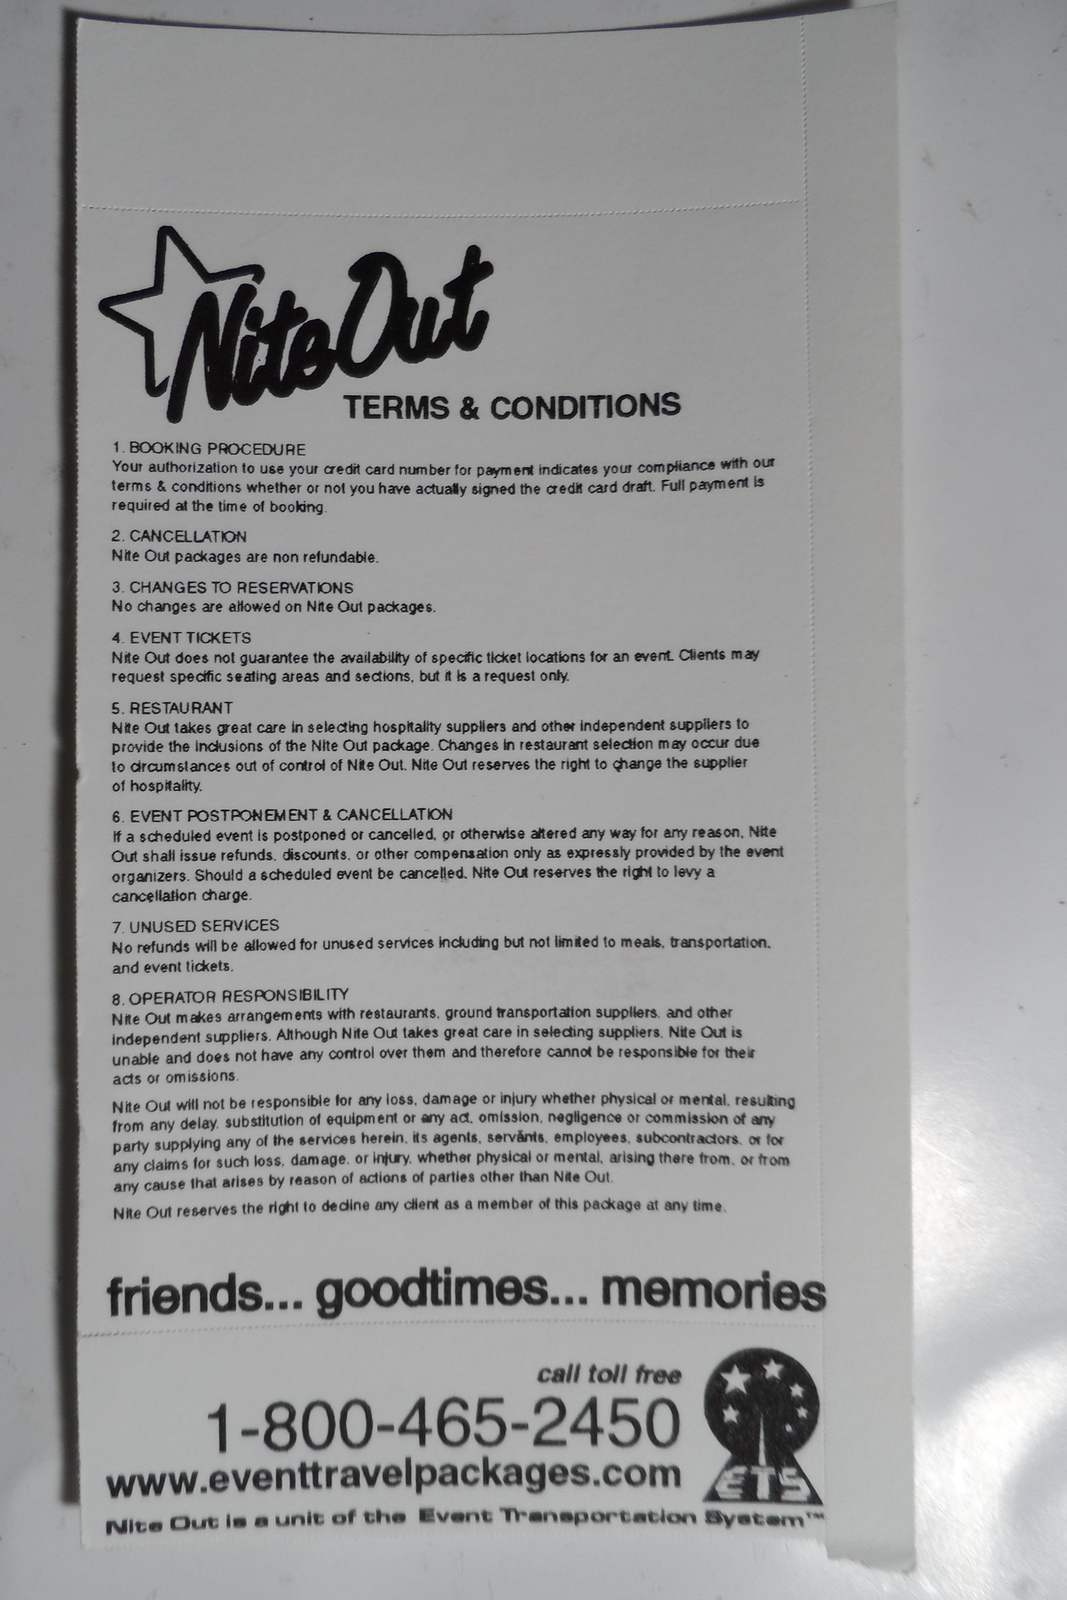 Nite Out
TERMS & CONDITIONS
1. BOOKING PROCEDURE
Your authorization to use your credit card number for payment indicates your compliance with our
terms & conditions whether or not you have actually signed the credit card draft. Full payment is
required at the time of booking.
2. CANCELLATION
Nite Out packages are non refundable.
3. CHANGES TO RESERVATIONS
No changes are allowed on Nite Out packages.
4. EVENT TICKETS
Nite Out does not guarantee the availability of specific ticket locations for an event. Clients may
request specific seating areas and sections, but it is a request only.
5. RESTAURANT
Nite Out takes great care in selecting hospitality suppliers and other independent suppliers to
provide the inclusions of the Nite Out package. Changes in restaurant selection may occur due
to circumstances out of control of Nite Out. Nite Out reserves the right to change the supplier
of hospitality.
6. EVENT POSTPONEMENT & CANCELLATION
If a scheduled event is postponed or cancelled, or otherwise altered any way for any reason, Nite
Out shall issue refunds, discounts, or other compensation only as expressly provided by the event
organizers. Should a scheduled event be cancelled, Nite Out reserves the right to levy a
cancellation charge.
7. UNUSED SERVICES
No refunds will be allowed for unused services including but not limited to meals, transportation,
and event tickets.
8. OPERATOR RESPONSIBILITY
Nite Out makes arrangements with restaurants, ground transportation suppliers, and other
independent suppliers. Although Nite Out takes great care in selecting suppliers, Nite Out is
unable and does not have any control over them and therefore cannot be responsible for their
acts or omissions.
Nite Out will not be responsible for any loss, damage or injury whether physical or mental, resulting
from any delay, substitution of equipment or any act, omission, negligence or commission of any
party supplying any of the services herein, its agents, servants, employees, subcontractors, or for
any claims for such loss, damage, or injury, whether physical or mental, arising there from, or from
any cause that arises by reason of actions of parties other than Nite Out.
Nite Out reserves the right to decline any client as a member of this package at any time.
friends... goodtimes... memories
call toll free
1-800-465-2450
www.eventtravelpackages.com
ETS
Nite Out is a unit of the Event Transportation System™